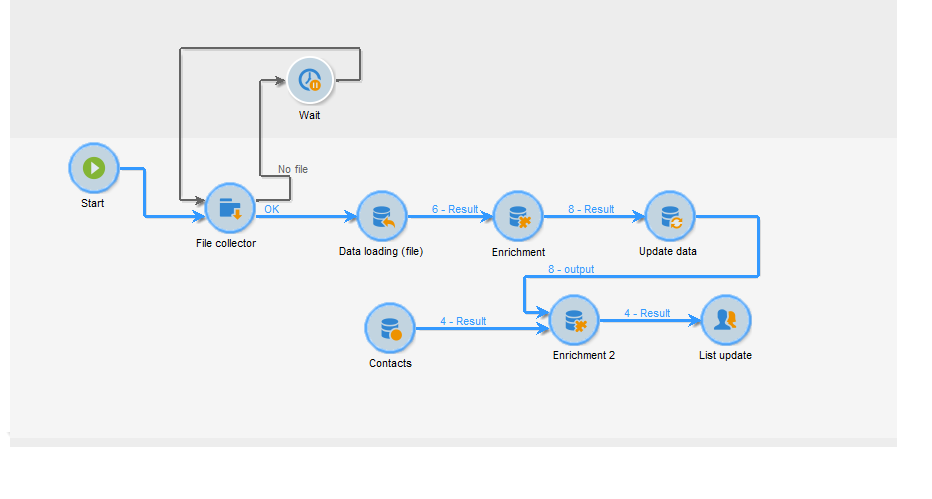 Wait
No file
Start
OK
File collector
6 - Result
8 - Result
Data loading (file)
Enrichment
Update data
8 - output
4 - Result
4 - Result
Contacts
Enrichment 2
List update